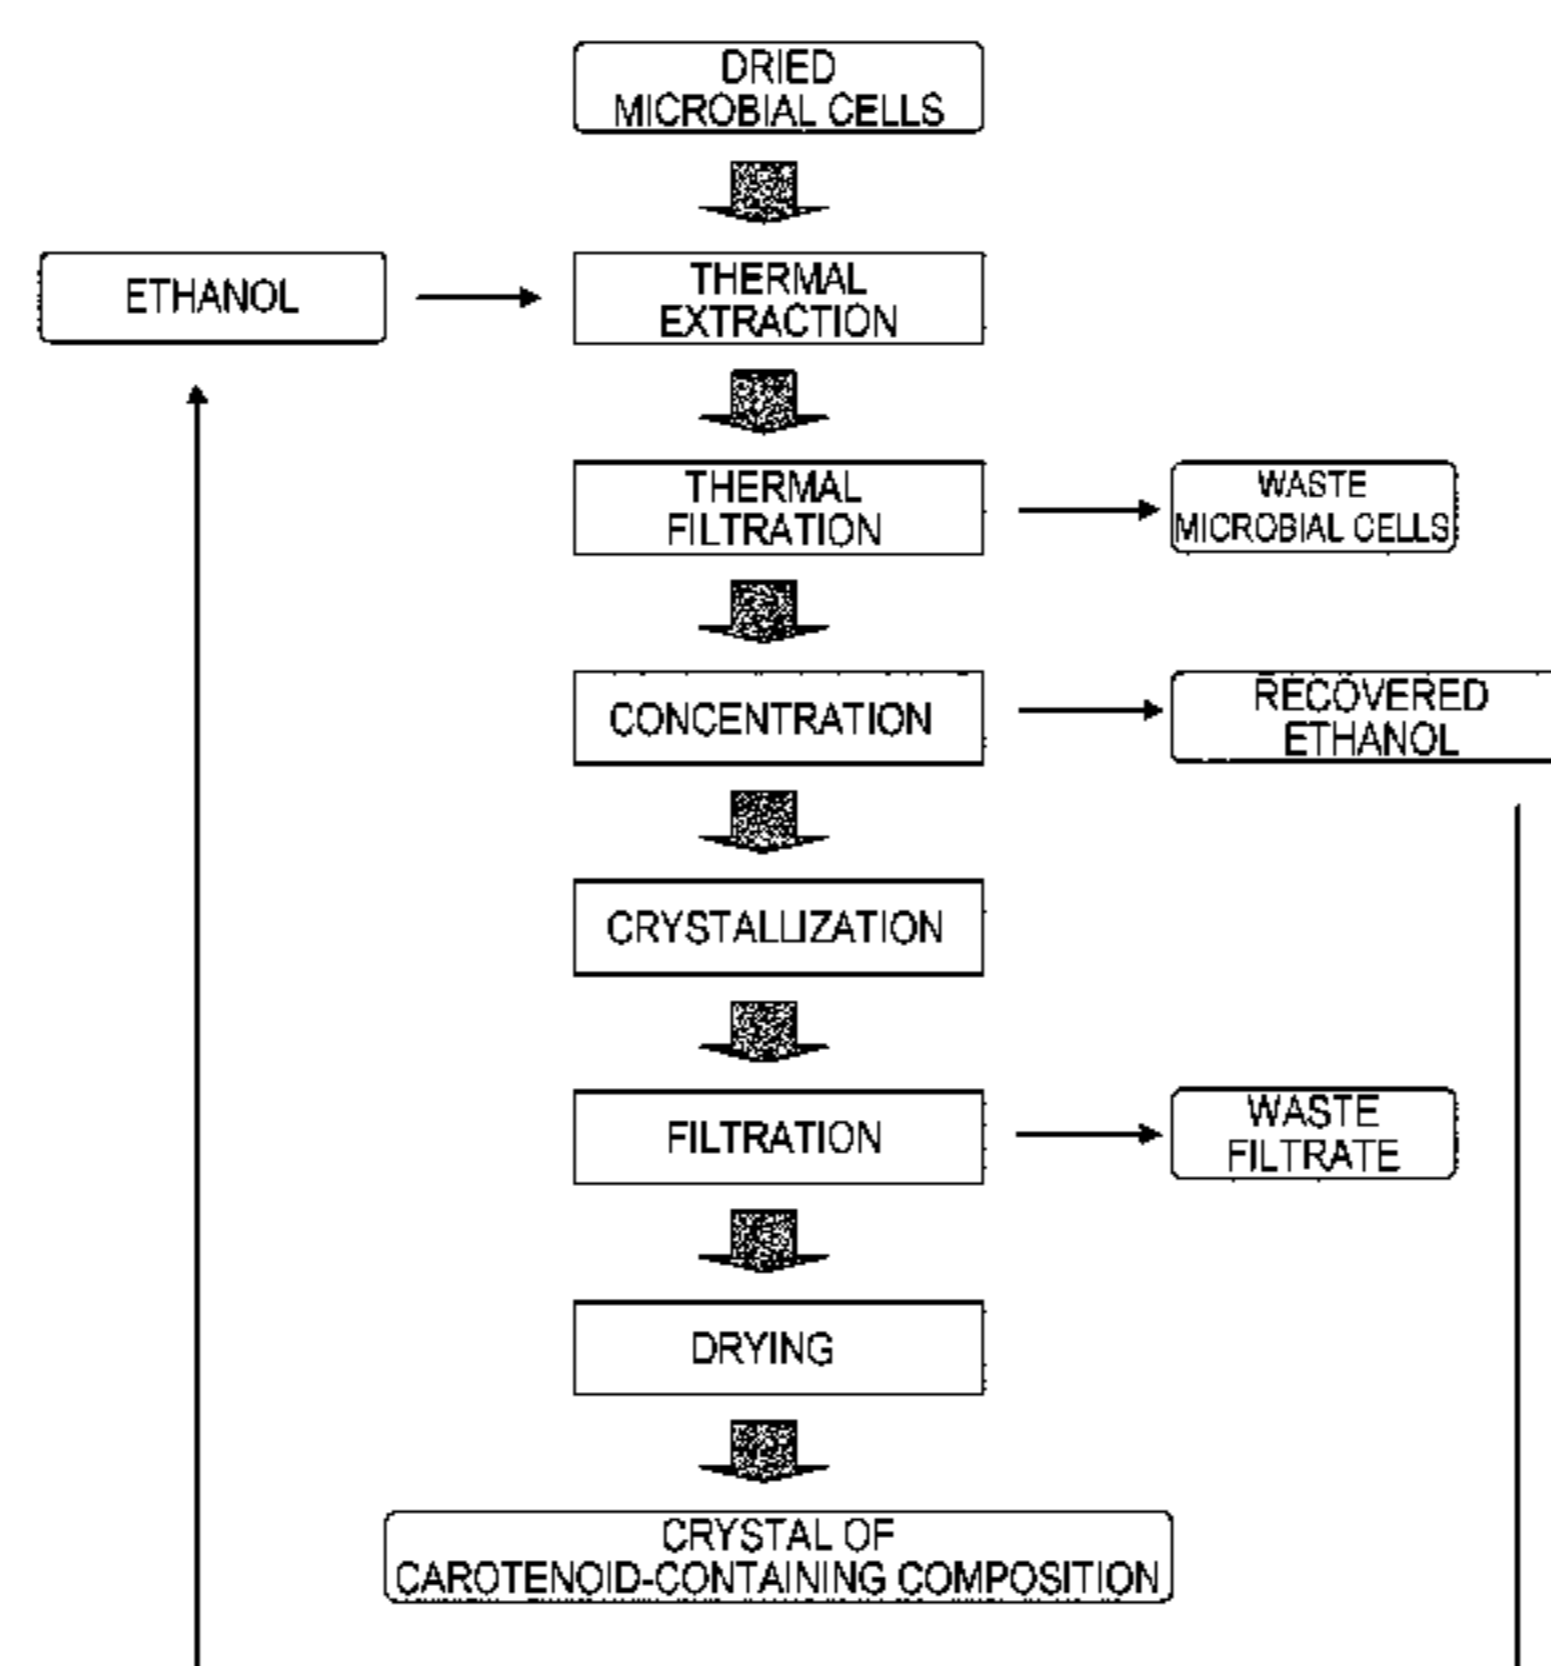 DRIED
MICROBIAL CELLS
ETHANOL
THERMAL
EXTRACTION
THERMAL
FILTRATION
WASTE
MICROBIAL CELLS
CONCENTRATION
RECOVERED
ETHANOL
CRYSTALLIZATION
FILTRATION
WASTE
FILTRATE
DRYING
CRYSTAL OF
CAROTENOID-CONTAINING COMPOSITION